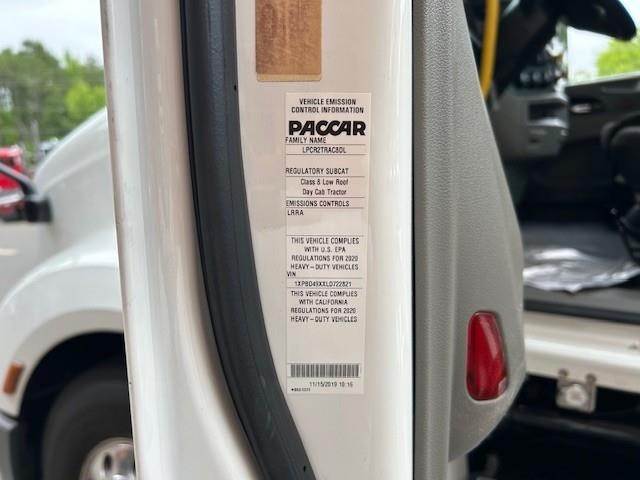 VEHICLE EMISSION
CONTROL INFORMATION
PACCAR
FAMILY NAME
LPCR2TRAC8DL
REGULATORY SUBCAT
Class 8 Low Roof
Day Cab Tractor
EMISSIONS CONTROLS
LRRA
THIS VEHICLE COMPLIES
WITH U.S. EPA
REGULATIONS FOR 2020
HEAVY-DUTY VEHICLES
VIN
1XPBD49XXLD722821
THIS VEHICLE COMPLIES
WITH CALIFORNIA
REGULATIONS FOR 2020
HEAVY-DUTY VEHICLES
11/15/2019 10:16